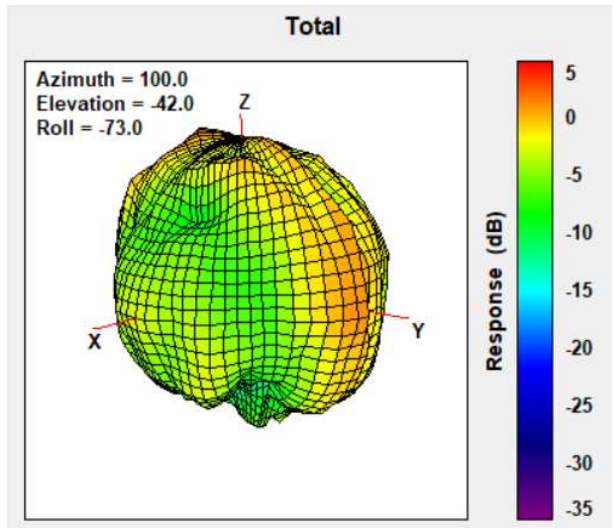 Total
Azimuth = 100.0
Elevation = -42.0
Roll = -73.0
Z
X
Y
Response (dB)
5
0
-5
-10
-15
-20
-25
-30
-35